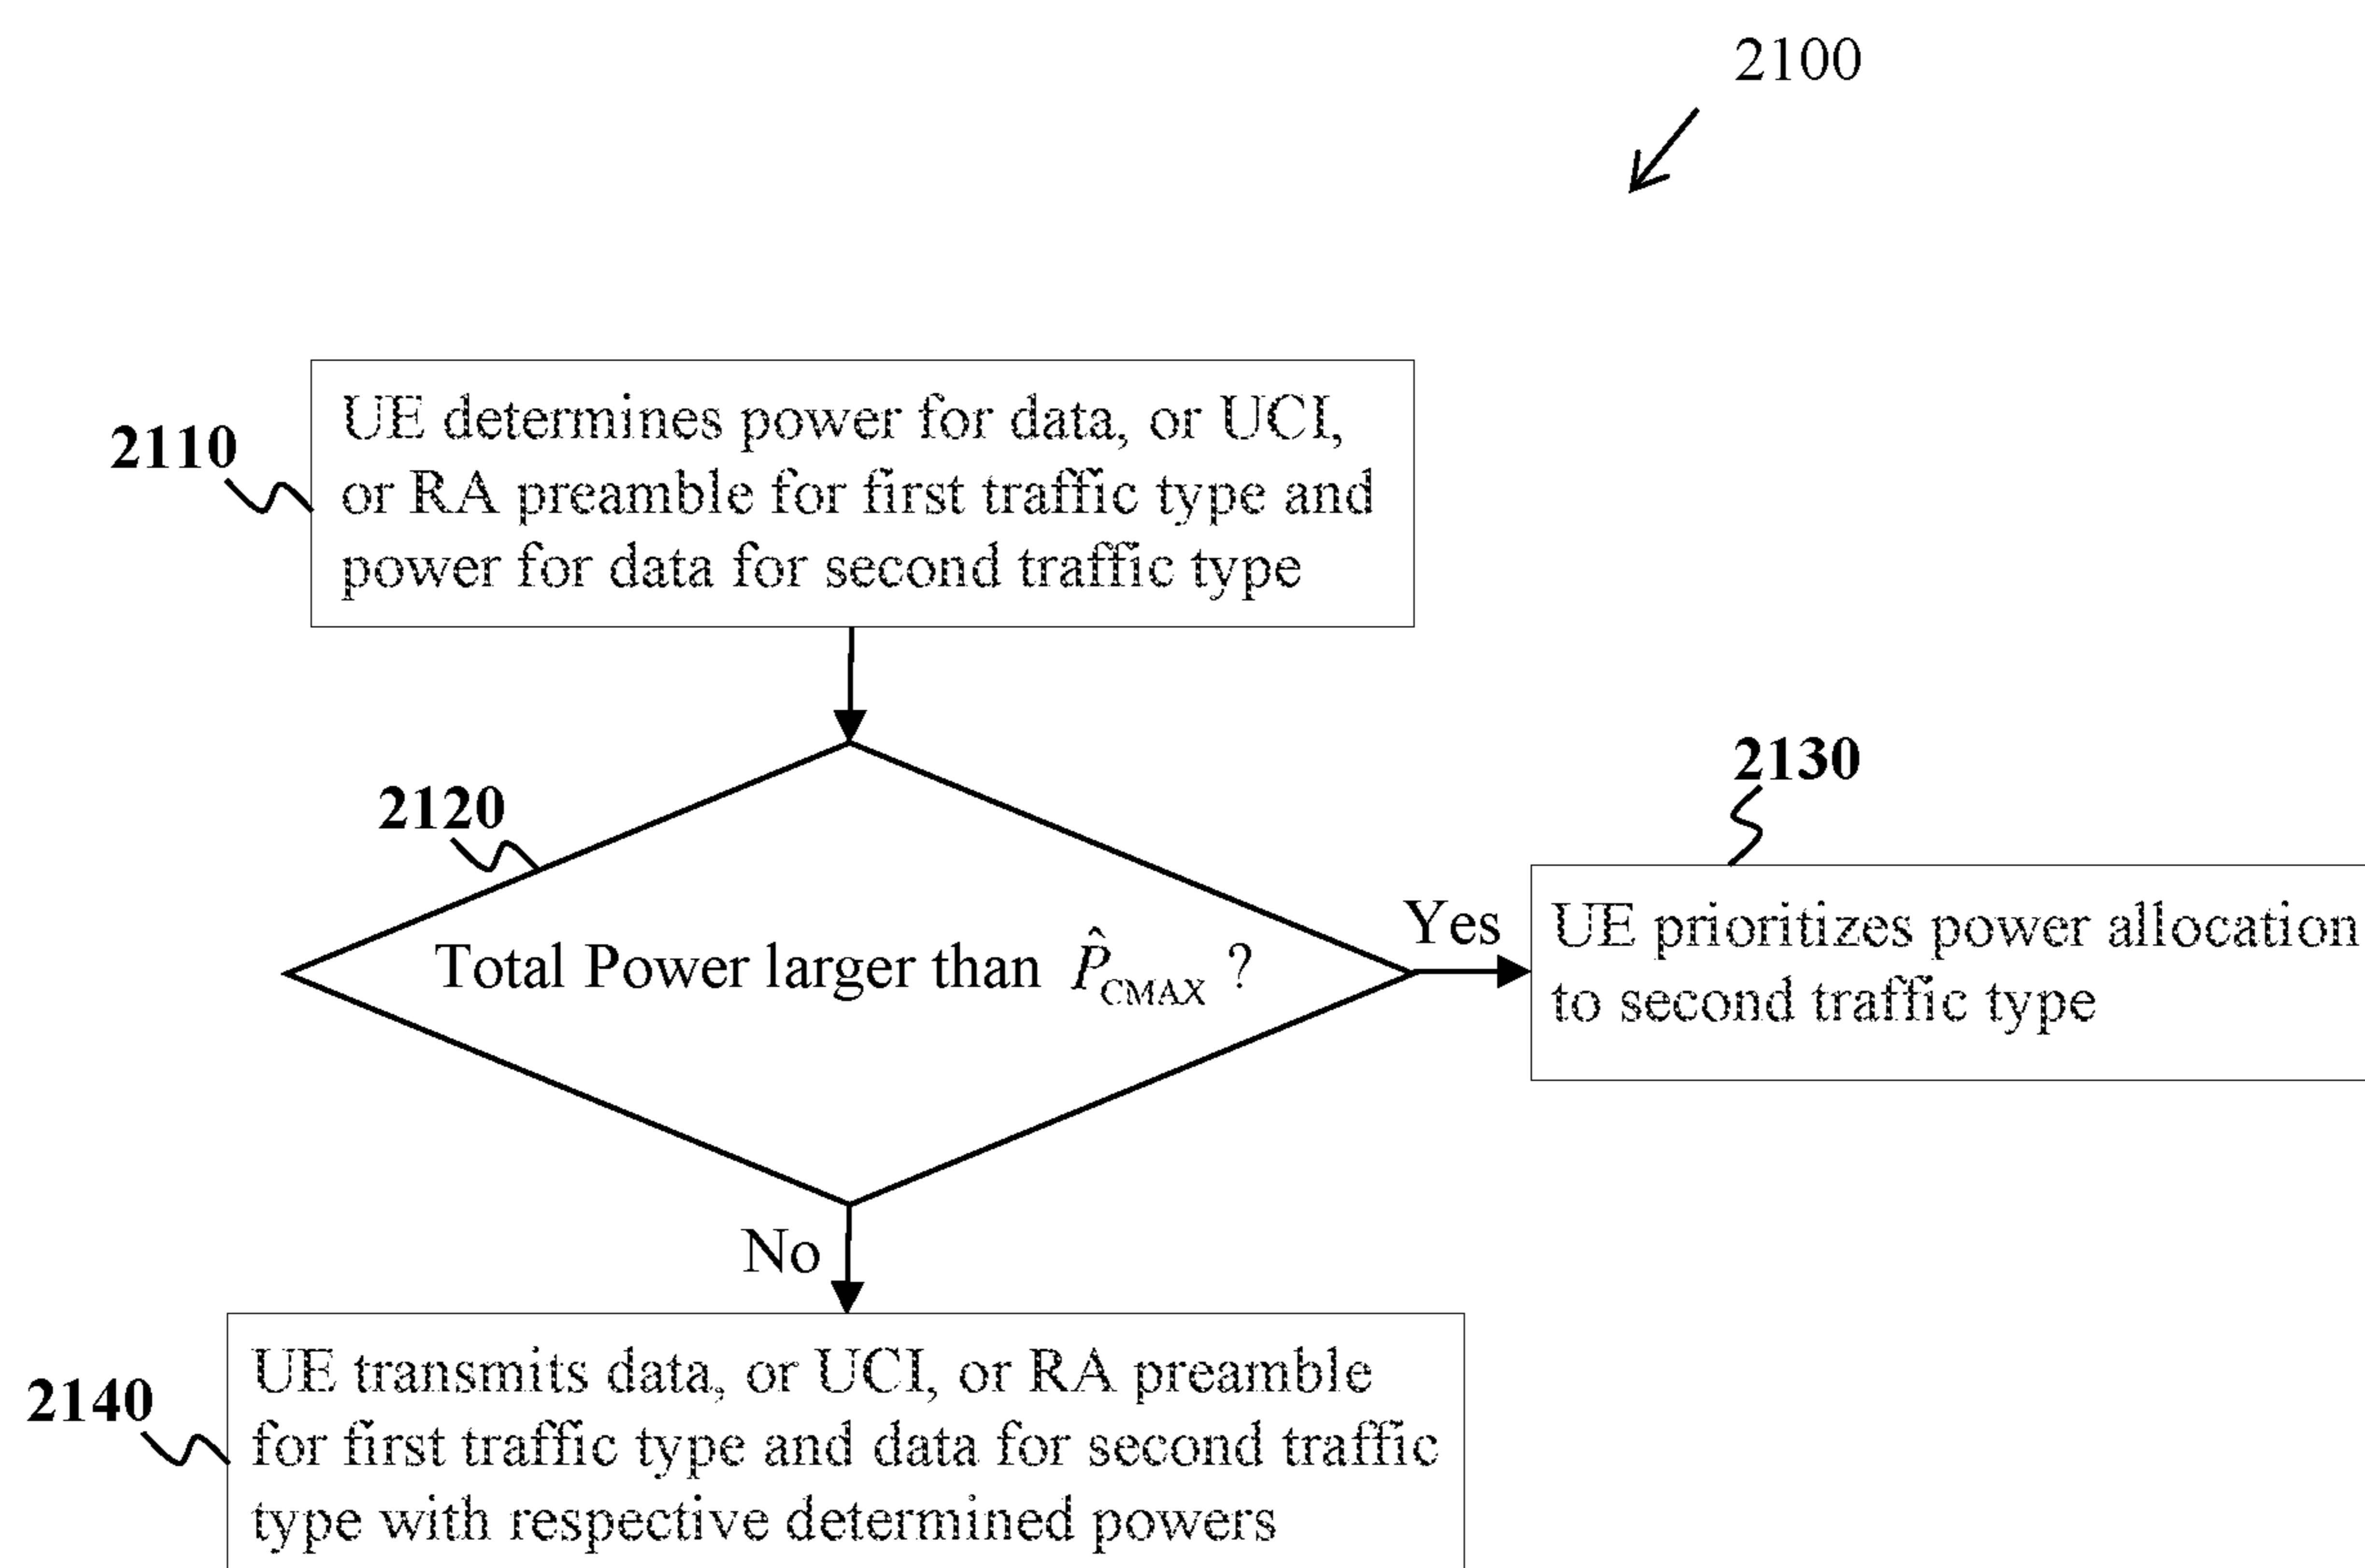 2100
2110
UE determines power for data, or UCI,
or RA preamble for first traffic type and
power for data for second traffic type
2120
Total Power larger than P̂CMAX ?
Yes
2130
UE prioritizes power allocation
to second traffic type
No
2140
UE transmits data, or UCI, or RA preamble
for first traffic type and data for second traffic
type with respective determined powers